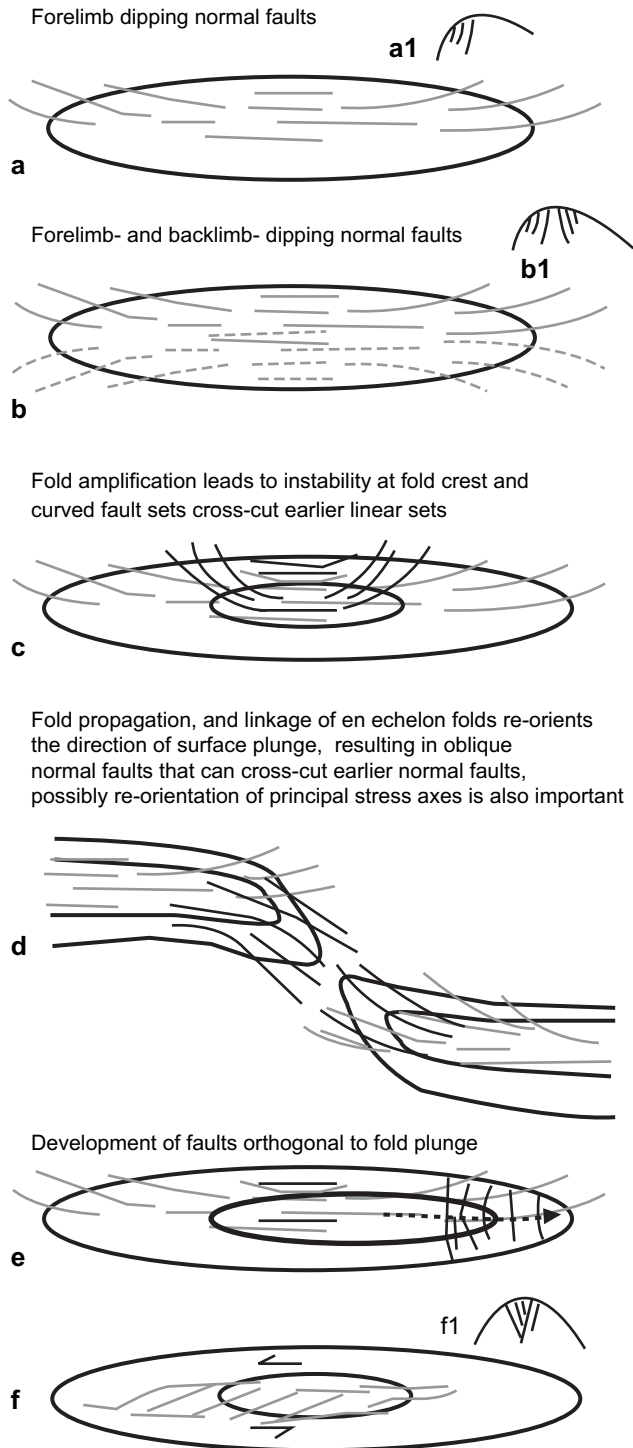 Forelimb dipping normal faults
a1
a
Forelimb- and backlimb- dipping normal faults
b1
b
Fold amplification leads to instability at fold crest and
curved fault sets cross-cut earlier linear sets
c
Fold propagation, and linkage of en echelon folds re-orients
the direction of surface plunge, resulting in oblique
normal faults that can cross-cut earlier normal faults,
possibly re-orientation of principal stress axes is also important
d
Development of faults orthogonal to fold plunge
e
f1
f